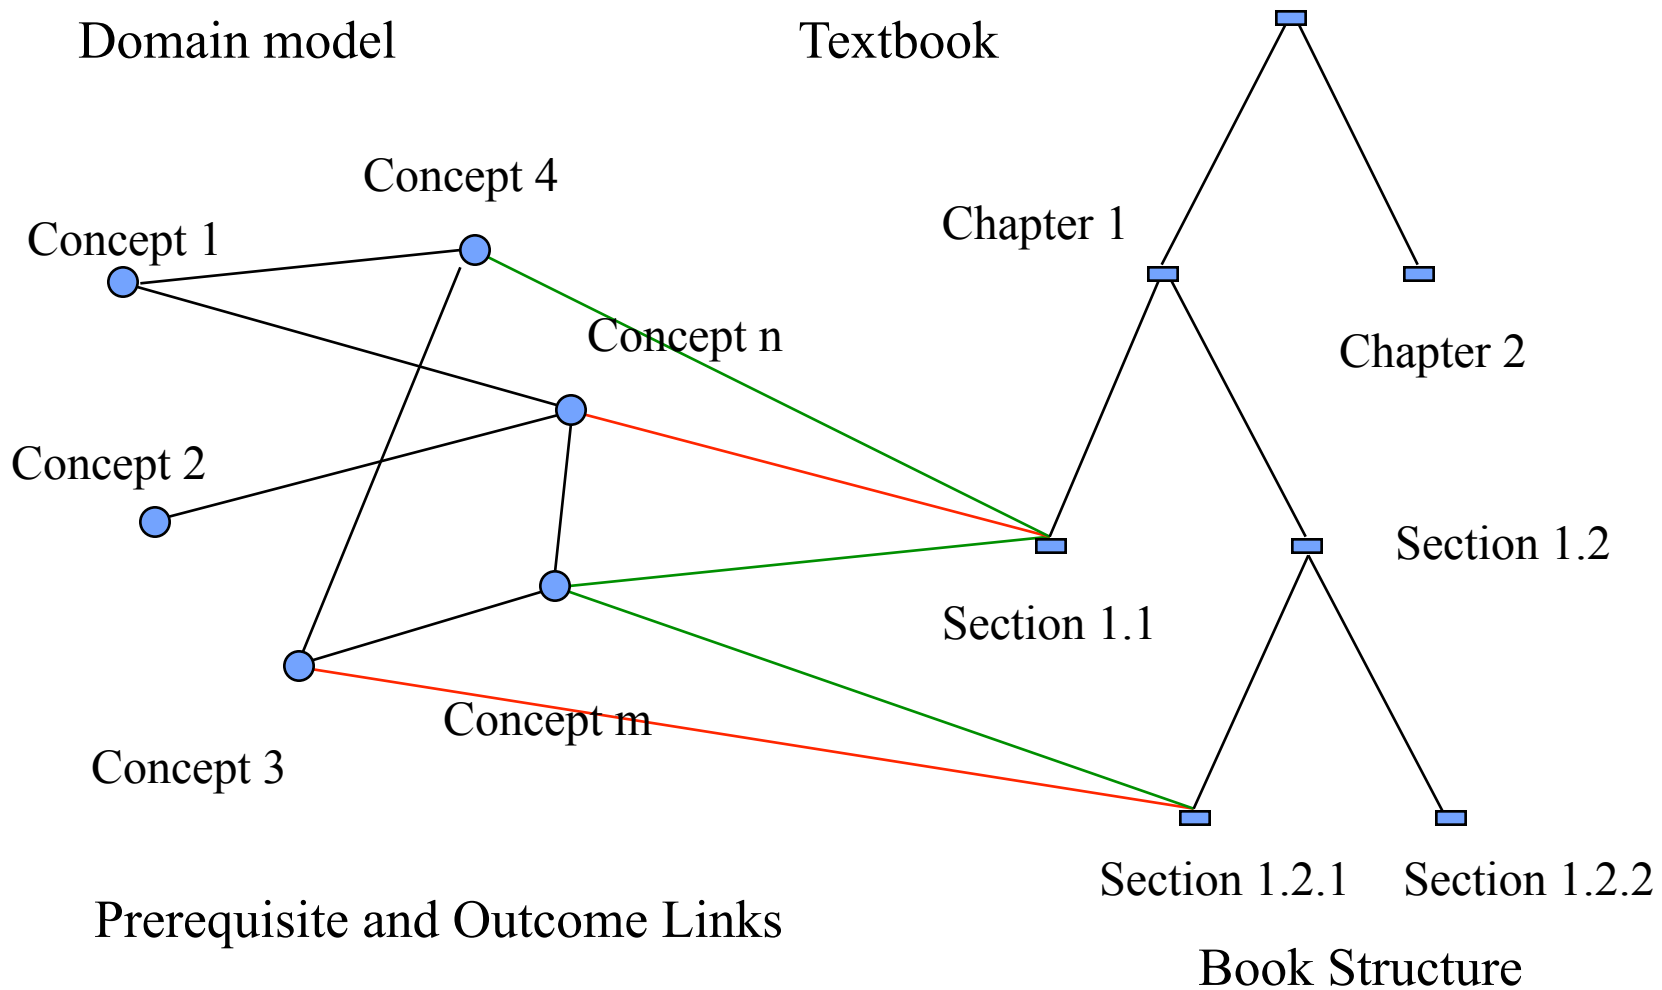 Domain model
Textbook
Concept 4
Concept 1
Chapter 1
Concept n
Chapter 2
Concept 2
Section 1.2
Section 1.1
Concept m
Concept 3
Section 1.2.1
Section 1.2.2
Prerequisite and Outcome Links
Book Structure